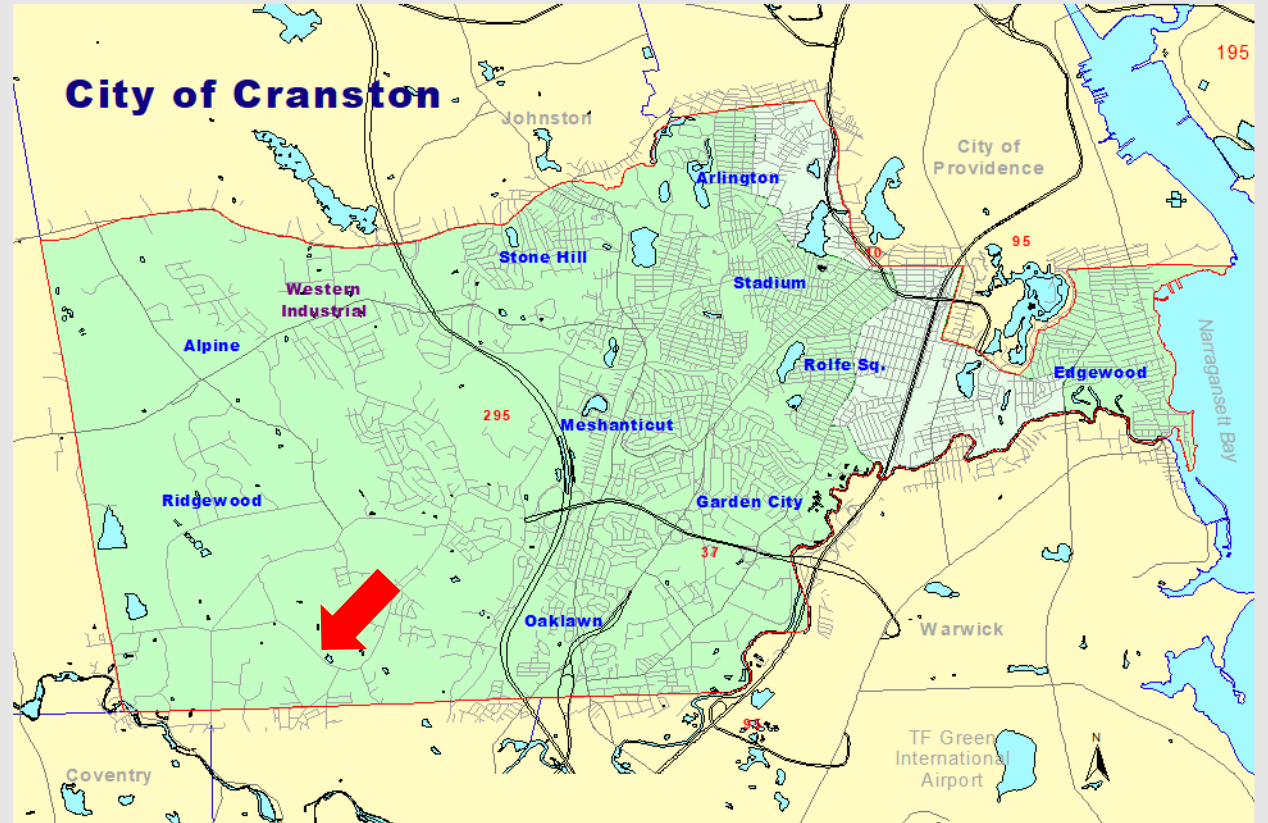 195
City of Cranston
Johnston
City of
Providence
Arlington
95
10
Stone Hill
Stadium
Western
Industrial
Narragansett Bay
Alpine
Rolfe Sq.
Edgewood
295
Meshanticut
Ridgewood
Garden City
37
Oaklawn
Warwick
95
TF Green
International
Airport
N
Coventry